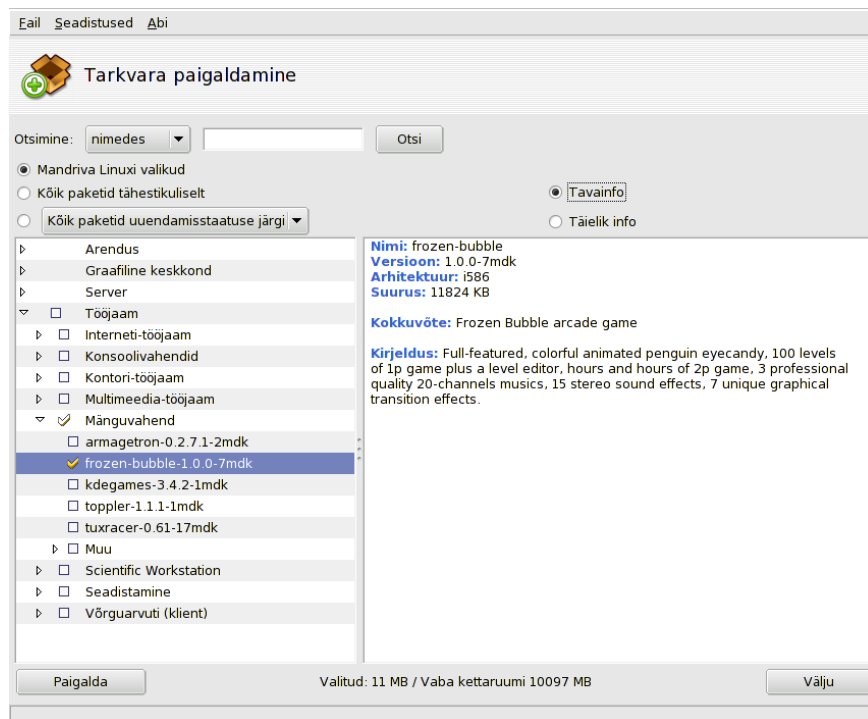 Fail Seadistused Abi
Tarkvara paigaldamine
Otsimine: nimedes Otsi
Mandriva Linuxi valikud
Kõik paketid tähestikuliselt
Tavainfo
Kõik paketid uuendamisstaatuse järgi
Täielik info
Arendus
Graafiline keskkond
Server
Tööjaam
Interneti-tööjaam
Konsoolivahendid
Kontori-tööjaam
Multimeedia-tööjaam
Mänguvahend
armagetron-0.2.7.1-2mdk
frozen-bubble-1.0.0-7mdk
kdegames-3.4.2-1mdk
toppler-1.1.1-1mdk
tuxracer-0.61-17mdk
Muu
Scientific Workstation
Seadistamine
Võrguarvuti (klient)
Nimi: frozen-bubble
Versioon: 1.0.0-7mdk
Arhitektuur: i586
Suurus: 11824 KB
Kokkuvõte: Frozen Bubble arcade game
Kirjeldus: Full-featured, colorful animated penguin eyecandy, 100 levels
of 1p game plus a level editor, hours and hours of 2p game, 3 professional
quality 20-channels musics, 15 stereo sound effects, 7 unique graphical
transition effects.
Paigalda
Valitud: 11 MB / Vaba kettaruumi 10097 MB
Välju